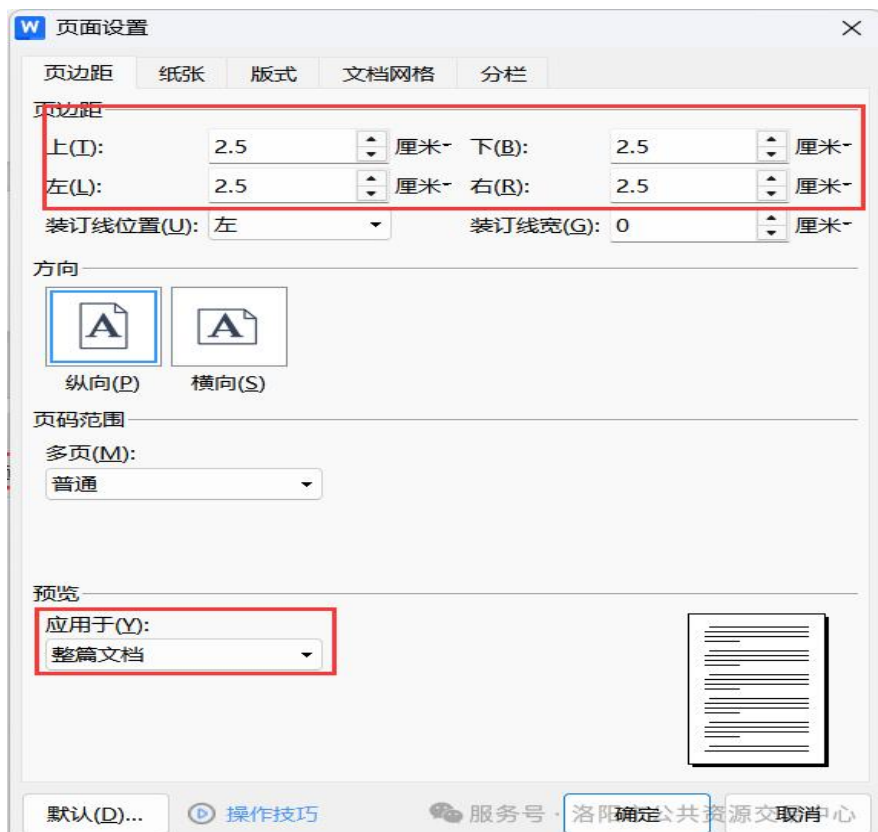 W 页面设置
页边距 纸张 版式 文档网格 分栏
页边距
上(T): 2.5 厘米 下(B): 2.5 厘米
左(L): 2.5 厘米 右(R): 2.5 厘米
装订线位置(U): 左 装订线宽(G): 0 厘米
方向
A A
纵向(P) 横向(S)
页码范围
多页(M):
普通
预览
应用于(Y):
整篇文档
默认(D)... 操作技巧 确定 取消
服务号 · 洛阳市公共资源交易中心